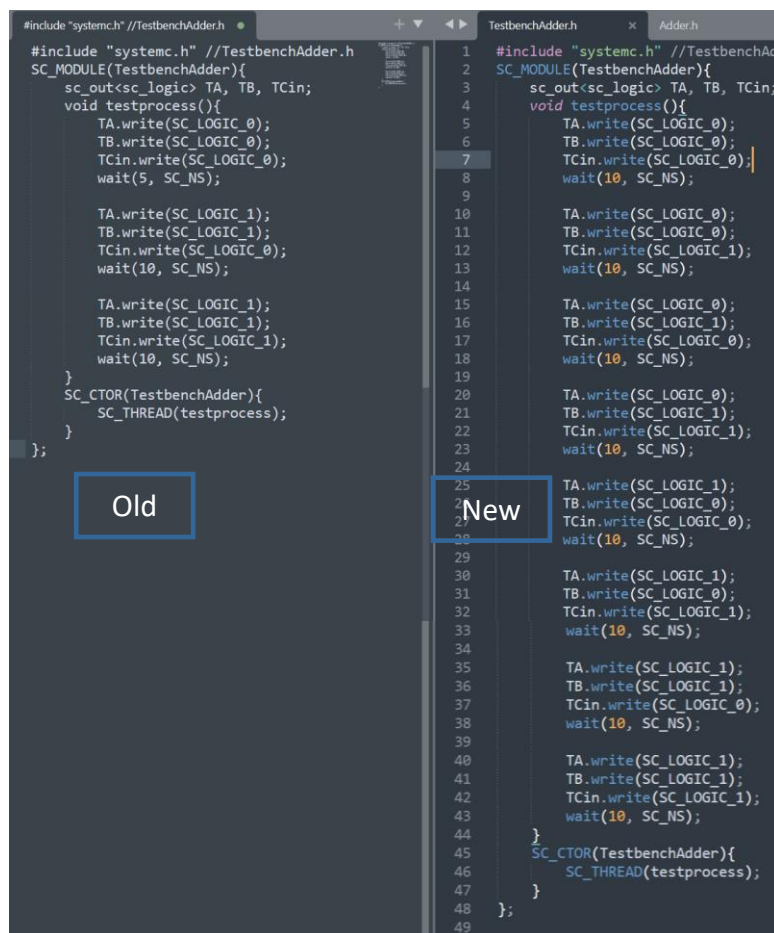 #include "systemc.h" //TestbenchAdder.h
#include "systemc.h" //TestbenchAdder.h
SC_MODULE(TestbenchAdder){
sc_out<sc_logic> TA, TB, TCin;
void testprocess(){
TA.write(SC_LOGIC_0);
TB.write(SC_LOGIC_0);
TCin.write(SC_LOGIC_0);
wait(5, SC_NS);
TA.write(SC_LOGIC_1);
TB.write(SC_LOGIC_1);
TCin.write(SC_LOGIC_0);
wait(10, SC_NS);
TA.write(SC_LOGIC_1);
TB.write(SC_LOGIC_1);
TCin.write(SC_LOGIC_1);
wait(10, SC_NS);
}
SC_CTOR(TestbenchAdder){
SC_THREAD(testprocess);
}
};
Old
TestbenchAdder.h × Adder.h
1 #include "systemc.h" //TestbenchAd
2 SC_MODULE(TestbenchAdder){
3 sc_out<sc_logic> TA, TB, TCin;
4 void testprocess(){
5 TA.write(SC_LOGIC_0);
6 TB.write(SC_LOGIC_0);
7 TCin.write(SC_LOGIC_0);
8 wait(10, SC_NS);
9
10 TA.write(SC_LOGIC_0);
11 TB.write(SC_LOGIC_0);
12 TCin.write(SC_LOGIC_1);
13 wait(10, SC_NS);
14
15 TA.write(SC_LOGIC_0);
16 TB.write(SC_LOGIC_1);
17 TCin.write(SC_LOGIC_0);
18 wait(10, SC_NS);
19
20 TA.write(SC_LOGIC_0);
21 TB.write(SC_LOGIC_1);
22 TCin.write(SC_LOGIC_1);
23 wait(10, SC_NS);
24
25 TA.write(SC_LOGIC_1);
26 TB.write(SC_LOGIC_0);
New
27 TCin.write(SC_LOGIC_0);
28 wait(10, SC_NS);
29
30 TA.write(SC_LOGIC_1);
31 TB.write(SC_LOGIC_0);
32 TCin.write(SC_LOGIC_1);
33 wait(10, SC_NS);
34
35 TA.write(SC_LOGIC_1);
36 TB.write(SC_LOGIC_1);
37 TCin.write(SC_LOGIC_0);
38 wait(10, SC_NS);
39
40 TA.write(SC_LOGIC_1);
41 TB.write(SC_LOGIC_1);
42 TCin.write(SC_LOGIC_1);
43 wait(10, SC_NS);
44 }
45 SC_CTOR(TestbenchAdder){
46 SC_THREAD(testprocess);
47 }
48 };
49